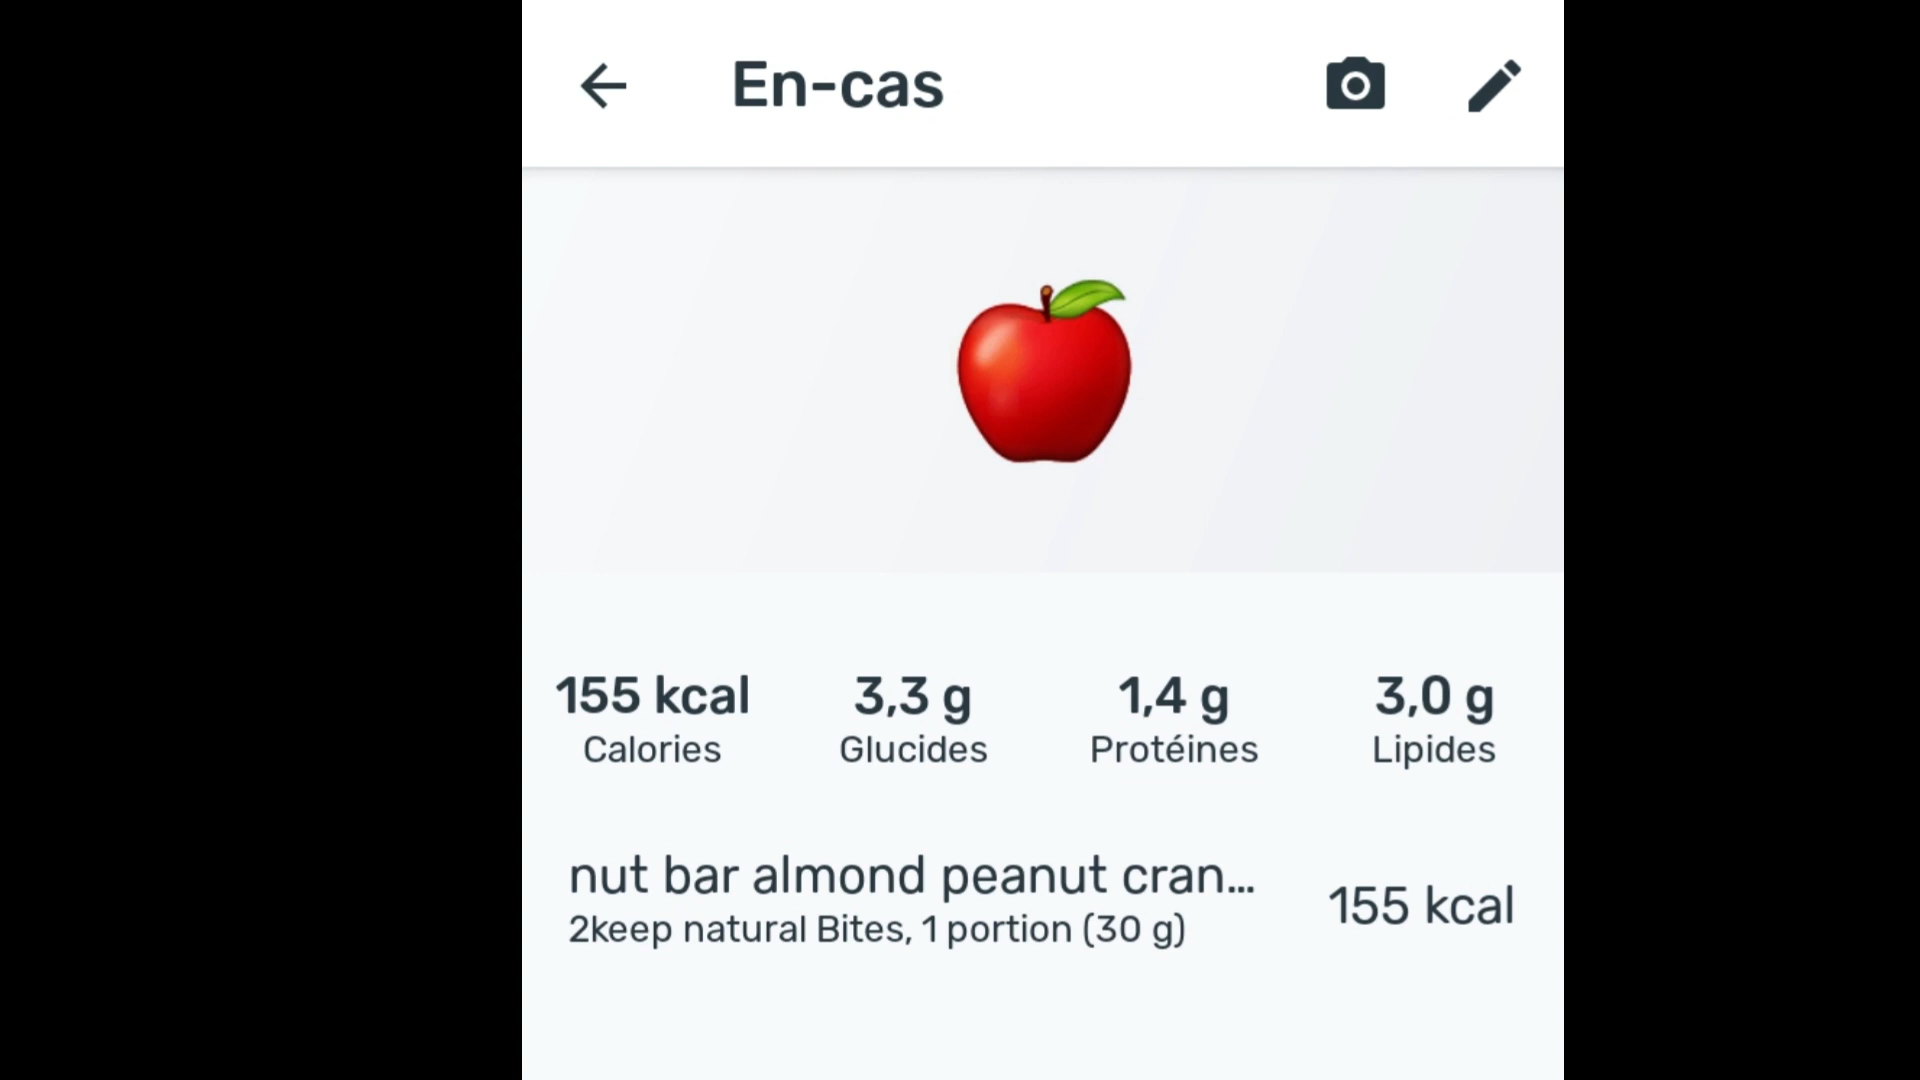 En-cas
155 kcal 3,3 g 1,4 g 3,0 g
Calories Glucides Protéines Lipides
nut bar almond peanut cran...
155 kcal
2keep natural Bites, 1 portion (30 g)